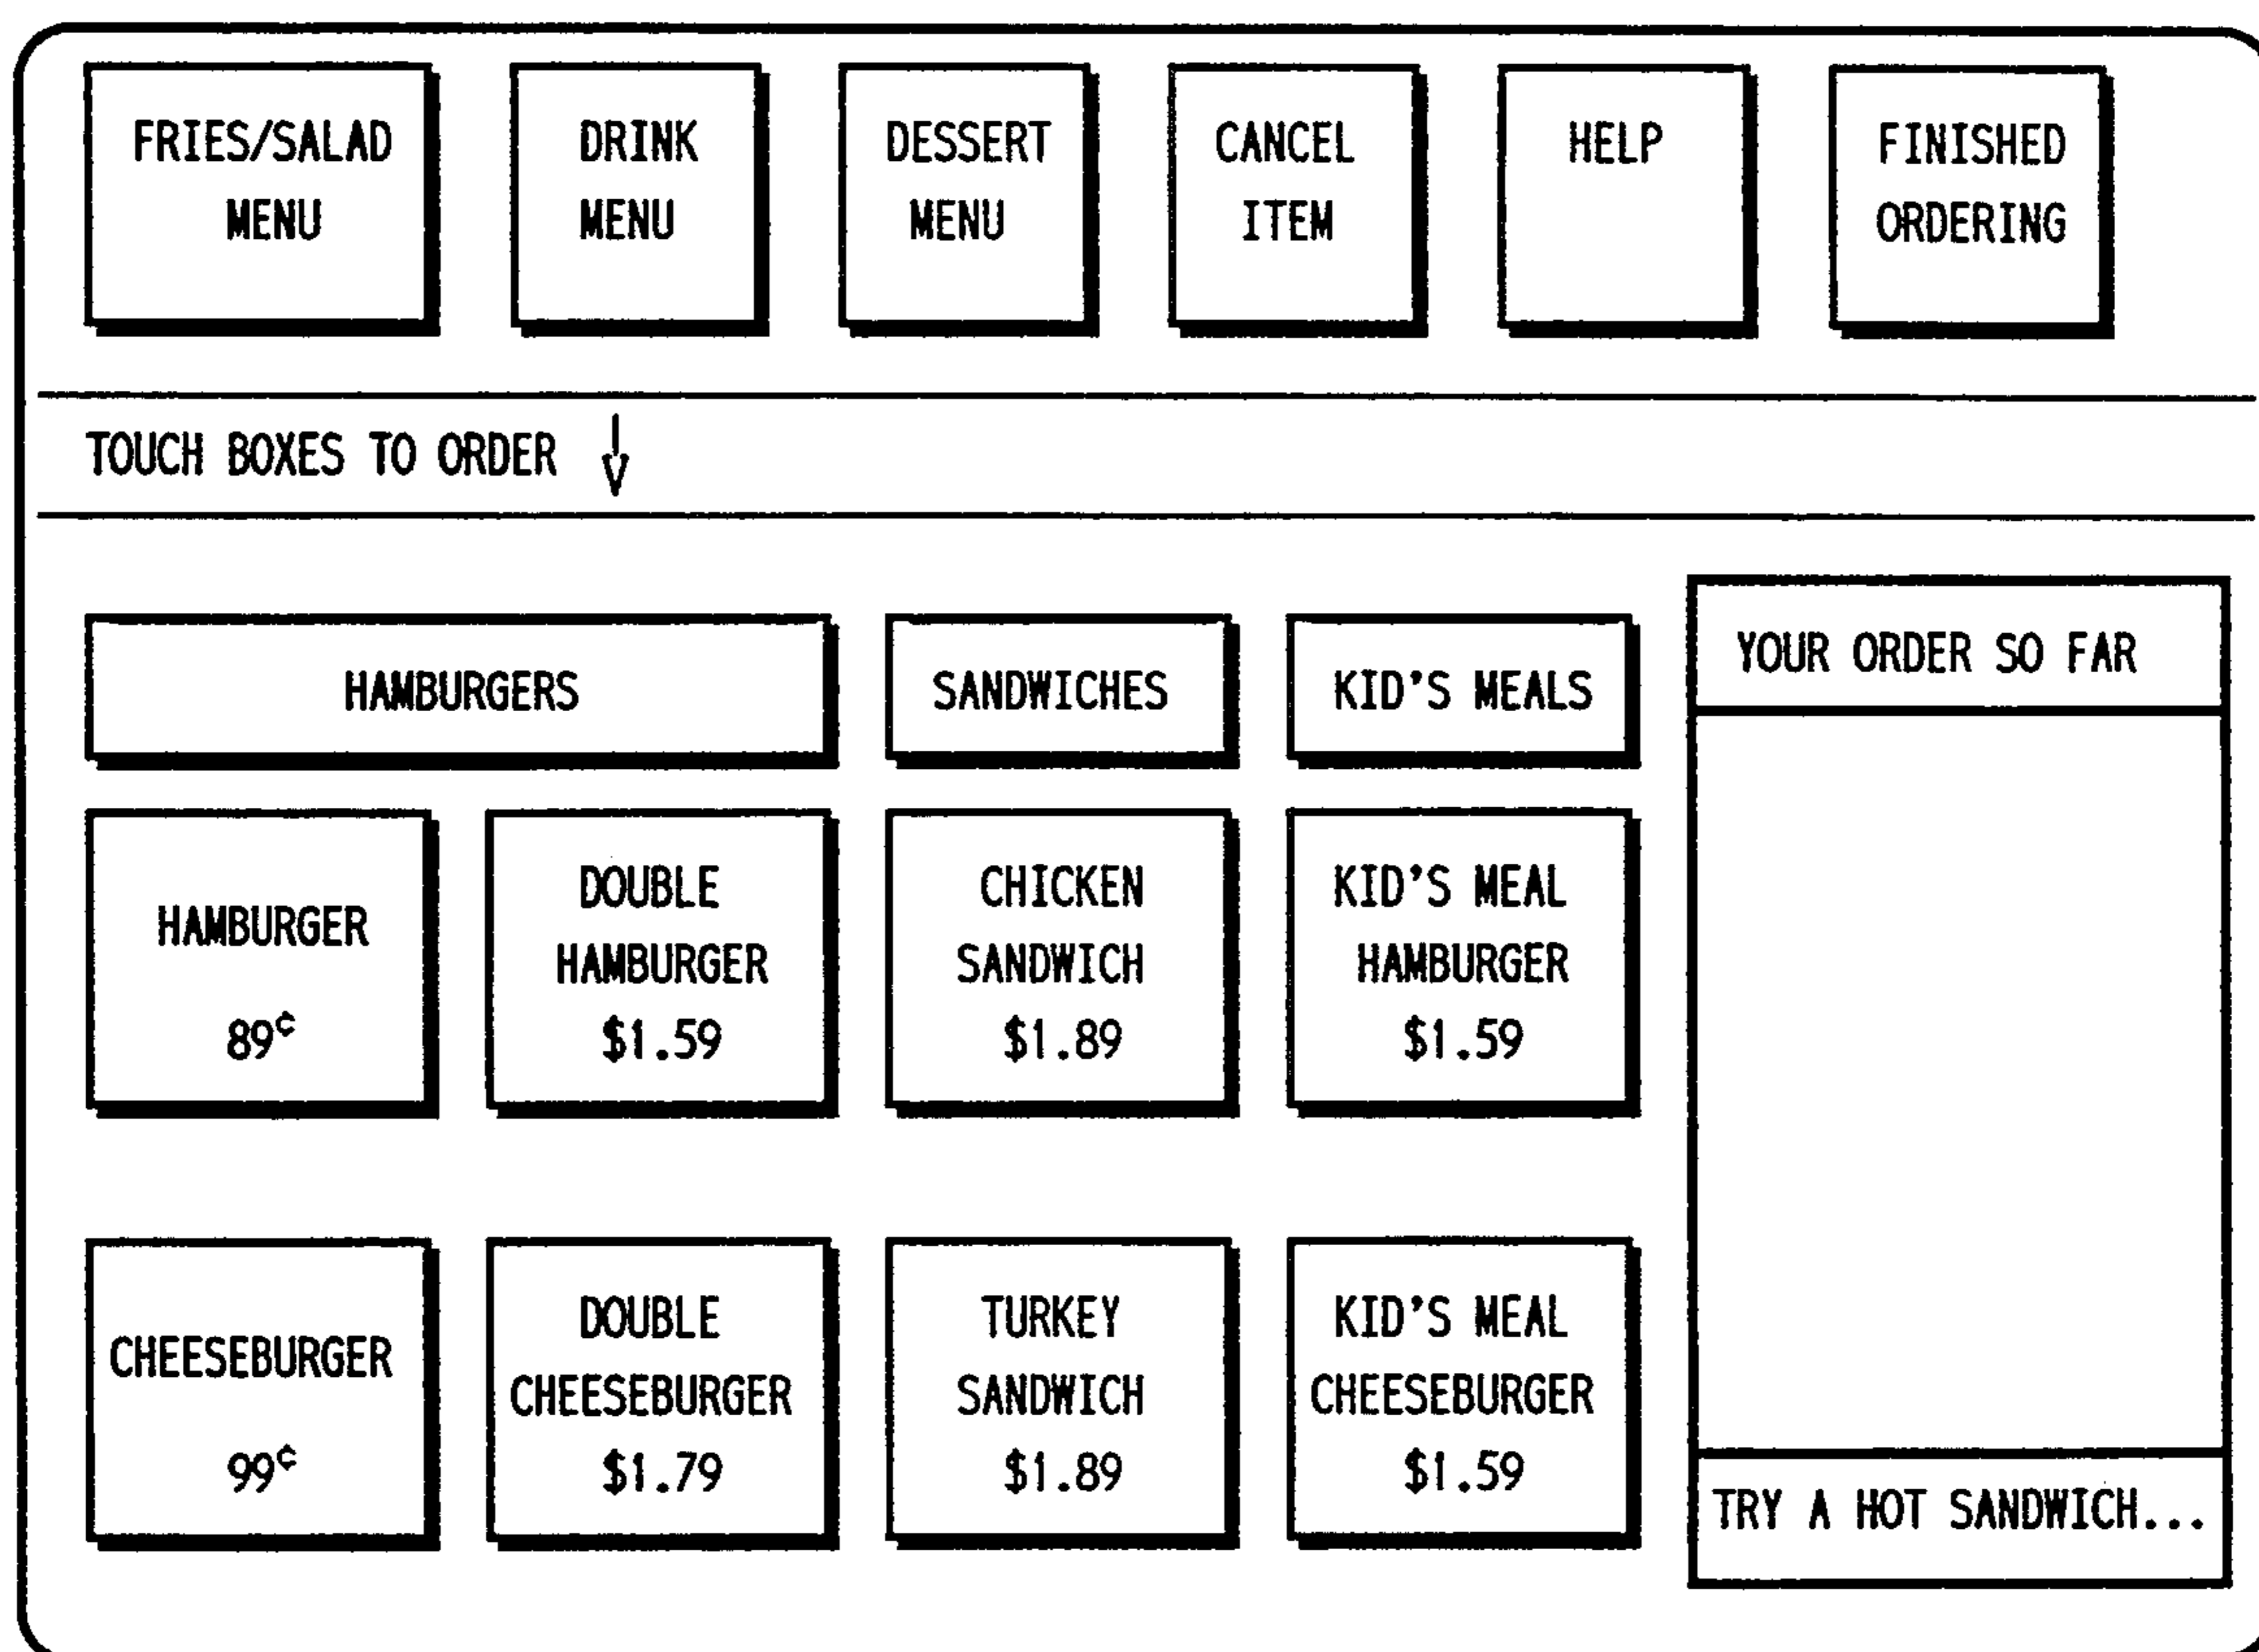 FRIES/SALAD
MENU
DRINK
MENU
DESSERT
MENU
CANCEL
ITEM
HELP
FINISHED
ORDERING
TOUCH BOXES TO ORDER
HAMBURGERS
SANDWICHES
KID'S MEALS
YOUR ORDER SO FAR
HAMBURGER
89¢
DOUBLE
HAMBURGER
$1.59
CHICKEN
SANDWICH
$1.89
KID'S MEAL
HAMBURGER
$1.59
CHEESEBURGER
99¢
DOUBLE
CHEESEBURGER
$1.79
TURKEY
SANDWICH
$1.89
KID'S MEAL
CHEESEBURGER
$1.59
TRY A HOT SANDWICH...